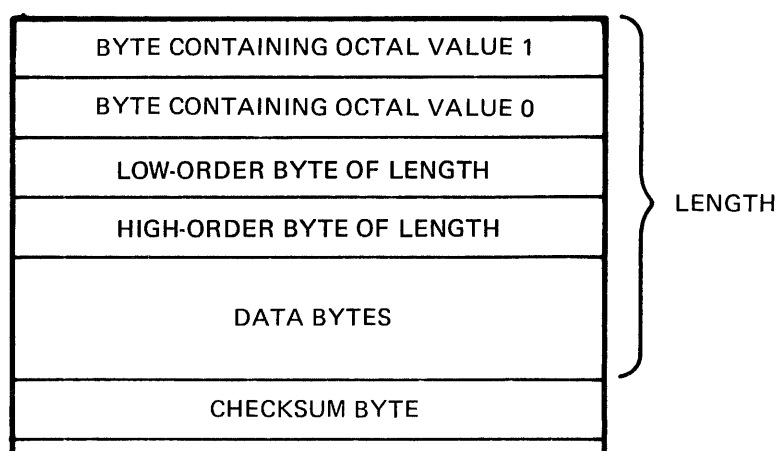 BYTE CONTAINING OCTAL VALUE 1
BYTE CONTAINING OCTAL VALUE 0
LOW-ORDER BYTE OF LENGTH
HIGH-ORDER BYTE OF LENGTH
LENGTH
DATA BYTES
CHECKSUM BYTE